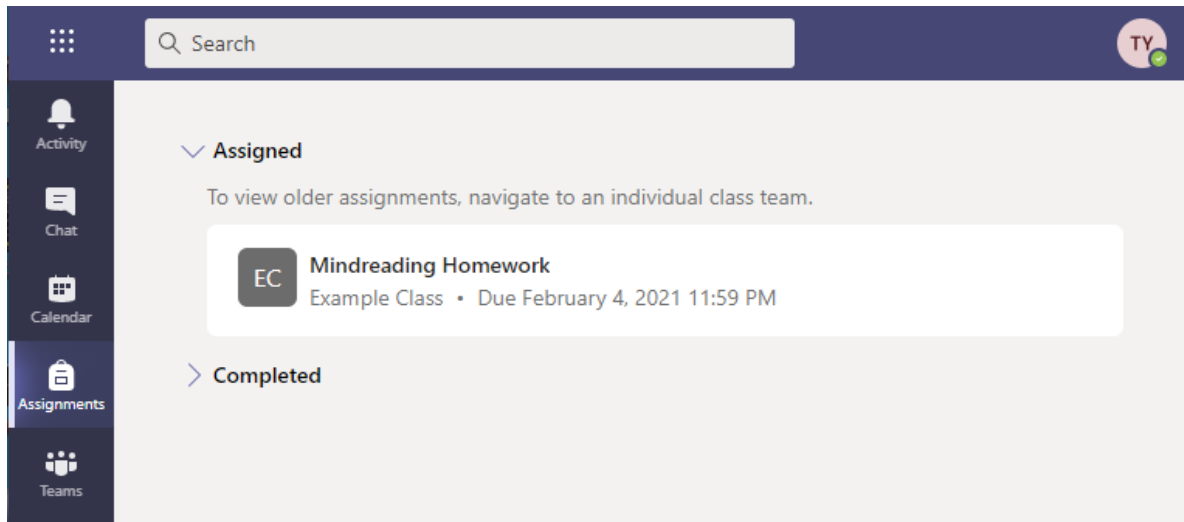 Search
TY
Activity
Chat
Calendar
Assignments
Teams
Assigned
To view older assignments, navigate to an individual class team.
EC
Mindreading Homework
Example Class • Due February 4, 2021 11:59 PM
Completed